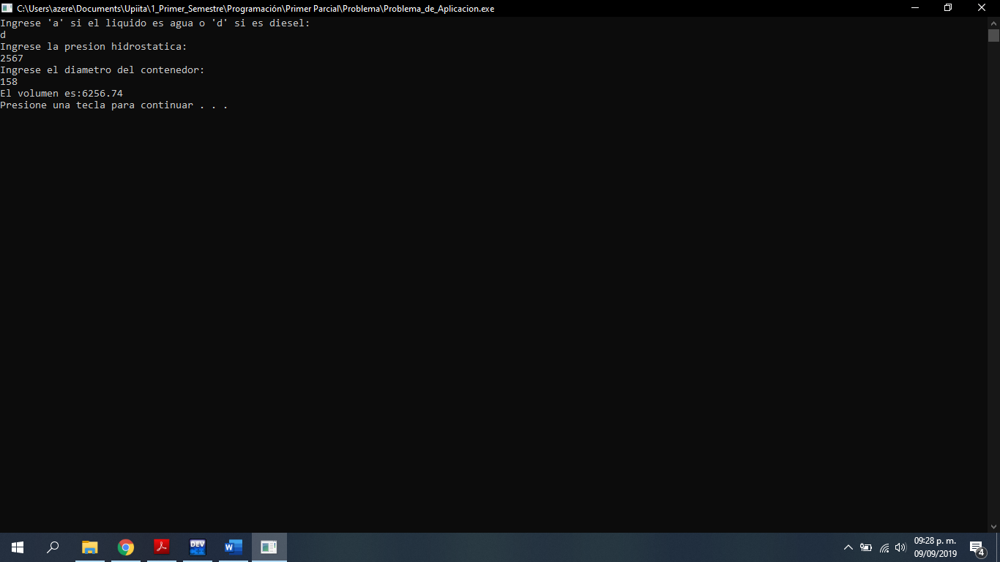 C:\Users\azere\Documents\Upiita\1_Primer_Semestre\Programación\Primer Parcial\Problema\Problema_de_Aplicacion.exe
Ingrese 'a' si el liquido es agua o 'd' si es diesel:
d
Ingrese la presion hidrostatica:
2567
Ingrese el diametro del contenedor:
158
El volumen es:6256.74
Presione una tecla para continuar . . .
DEV
C++
W
09:28 p. m.
09/09/2019
4